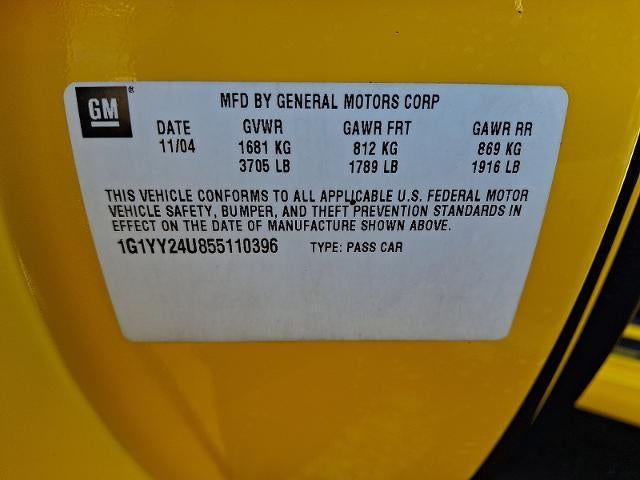 GM®
MFD BY GENERAL MOTORS CORP
DATE GVWR GAWR FRT GAWR RR
11/04 1681 KG 812 KG 869 KG
3705 LB 1789 LB 1916 LB
THIS VEHICLE CONFORMS TO ALL APPLICABLE U.S. FEDERAL MOTOR
VEHICLE SAFETY, BUMPER, AND THEFT PREVENTION STANDARDS IN
EFFECT ON THE DATE OF MANUFACTURE SHOWN ABOVE.
1G1YY24U855110396 TYPE: PASS CAR